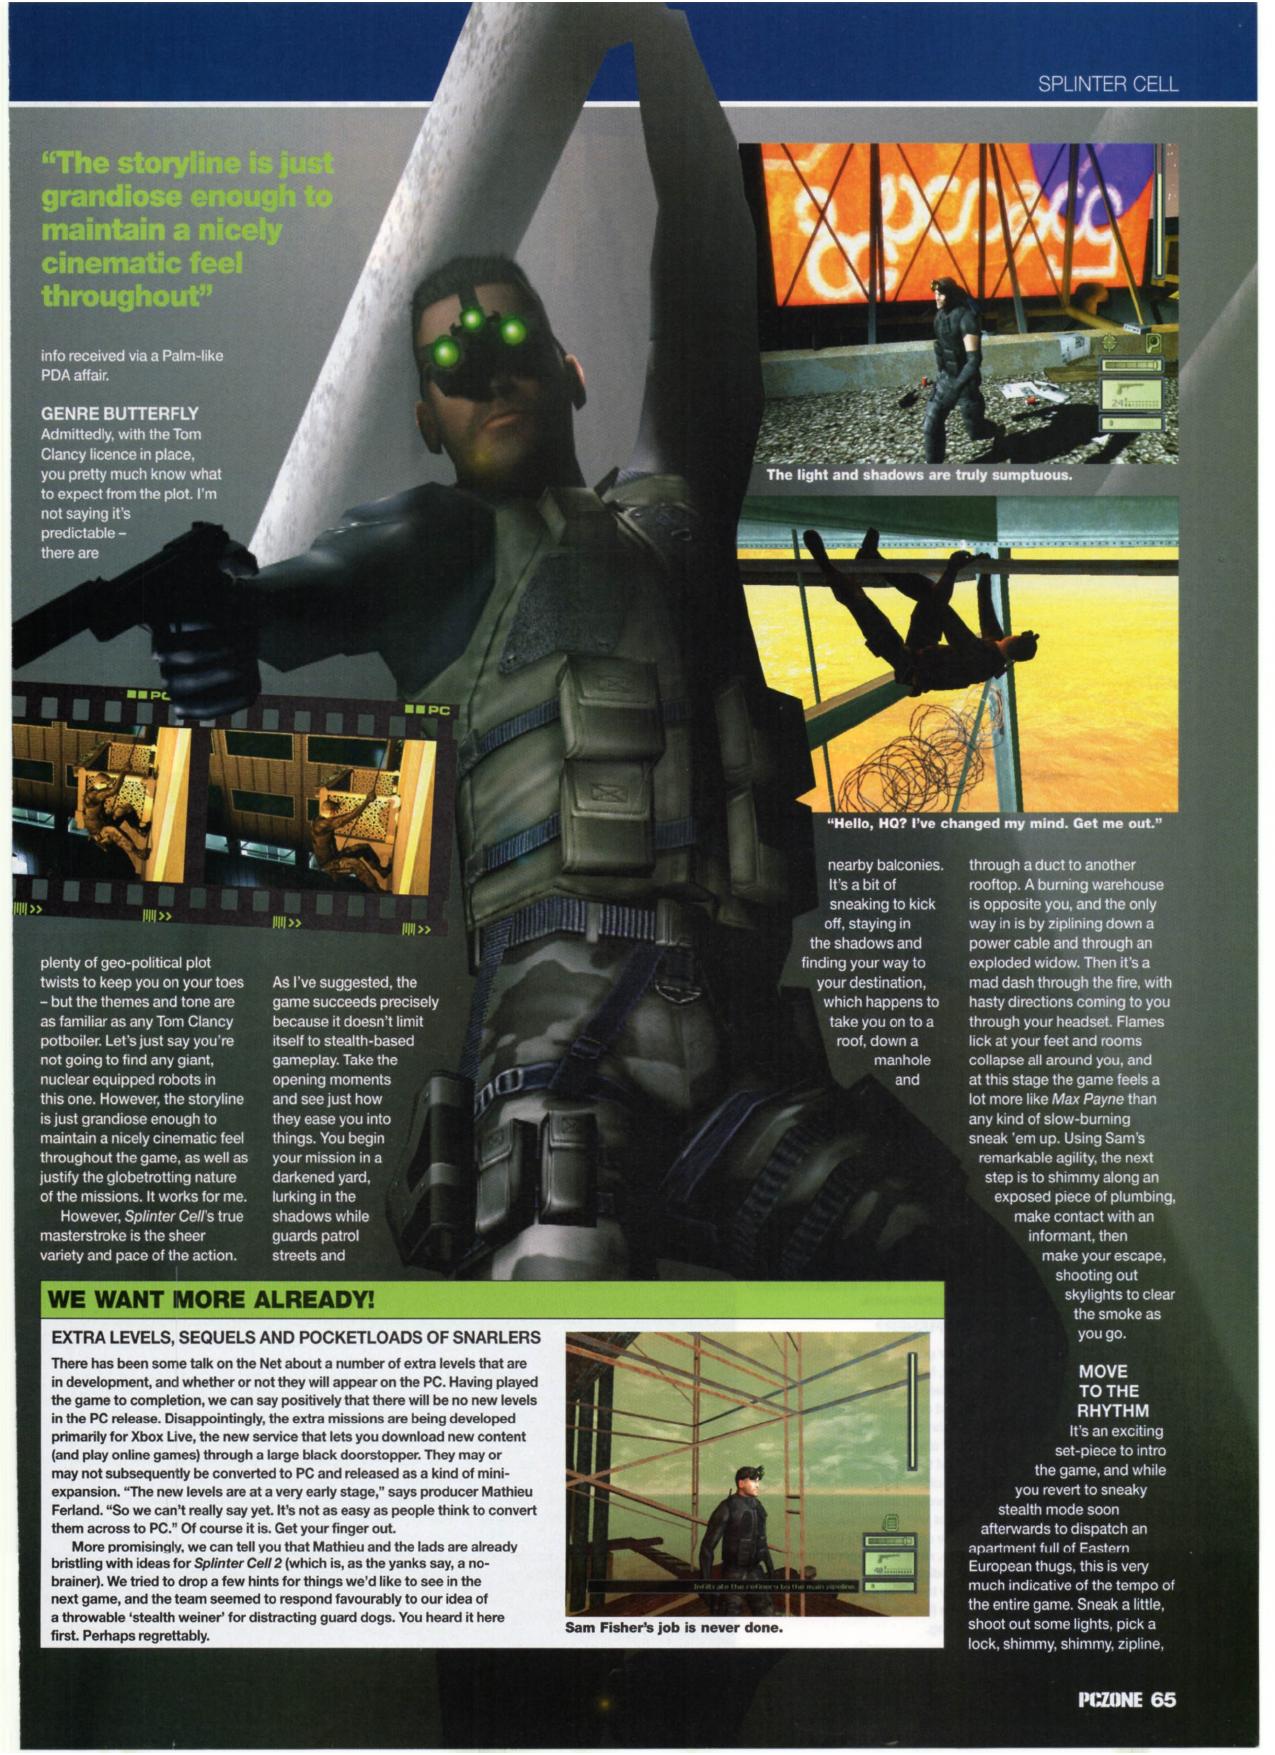 SPLINTER CELL
“The storyline is just
grandiose enough to
maintain a nicely
cinematic feel
throughout”
info received via a Palm-like
PDA affair.
GENRE BUTTERFLY
Admittedly, with the Tom
Clancy licence in place,
you pretty much know what
to expect from the plot. I'm
not saying it's
predictable –
there are
PC
PC
plenty of geo-political plot
twists to keep you on your toes
– but the themes and tone are
as familiar as any Tom Clancy
potboiler. Let's just say you're
not going to find any giant,
nuclear equipped robots in
this one. However, the storyline
is just grandiose enough to
maintain a nicely cinematic feel
throughout the game, as well as
justify the globetrotting nature
of the missions. It works for me.
However, Splinter Cell's true
masterstroke is the sheer
variety and pace of the action.
As I've suggested, the
game succeeds precisely
because it doesn't limit
itself to stealth-based
gameplay. Take the
opening moments
and see just how
they ease you into
things. You begin
your mission in a
darkened yard,
lurking in the
shadows while
guards patrol
streets and
24
The light and shadows are truly sumptuous.
“Hello, HQ? I've changed my mind. Get me out.”
nearby balconies.
It's a bit of
sneaking to kick
off, staying in
the shadows and
finding your way to
your destination,
which happens to
take you on to a
roof, down a
manhole
and
through a duct to another
rooftop. A burning warehouse
is opposite you, and the only
way in is by ziplining down a
power cable and through an
exploded widow. Then it's a
mad dash through the fire, with
hasty directions coming to you
through your headset. Flames
lick at your feet and rooms
collapse all around you, and
at this stage the game feels a
lot more like Max Payne than
any kind of slow-burning
sneak 'em up. Using Sam's
remarkable agility, the next
step is to shimmy along an
exposed piece of plumbing,
make contact with an
informant, then
make your escape,
shooting out
skylights to clear
the smoke as
you go.
MOVE
TO THE
RHYTHM
It's an exciting
set-piece to intro
the game, and while
you revert to sneaky
stealth mode soon
afterwards to dispatch an
apartment full of Eastern
European thugs, this is very
much indicative of the tempo of
the entire game. Sneak a little,
shoot out some lights, pick a
lock, shimmy, shimmy, zipline,
WE WANT MORE ALREADY!
EXTRA LEVELS, SEQUELS AND POCKETLOADS OF SNARLERS
There has been some talk on the Net about a number of extra levels that are
in development, and whether or not they will appear on the PC. Having played
the game to completion, we can say positively that there will be no new levels
in the PC release. Disappointingly, the extra missions are being developed
primarily for Xbox Live, the new service that lets you download new content
(and play online games) through a large black doorstopper. They may or
may not subsequently be converted to PC and released as a kind of mini-
expansion. “The new levels are at a very early stage,” says producer Mathieu
Ferland. “So we can't really say yet. It's not as easy as people think to convert
them across to PC.” Of course it is. Get your finger out.
More promisingly, we can tell you that Mathieu and the lads are already
bristling with ideas for Splinter Cell 2 (which is, as the yanks say, a no-
brainer). We tried to drop a few hints for things we'd like to see in the
next game, and the team seemed to respond favourably to our idea of
a throwable 'stealth weiner' for distracting guard dogs. You heard it here
first. Perhaps regrettably.
Infiltrate the refinery by the main pipeline.
Sam Fisher's job is never done.
PCZONE 65